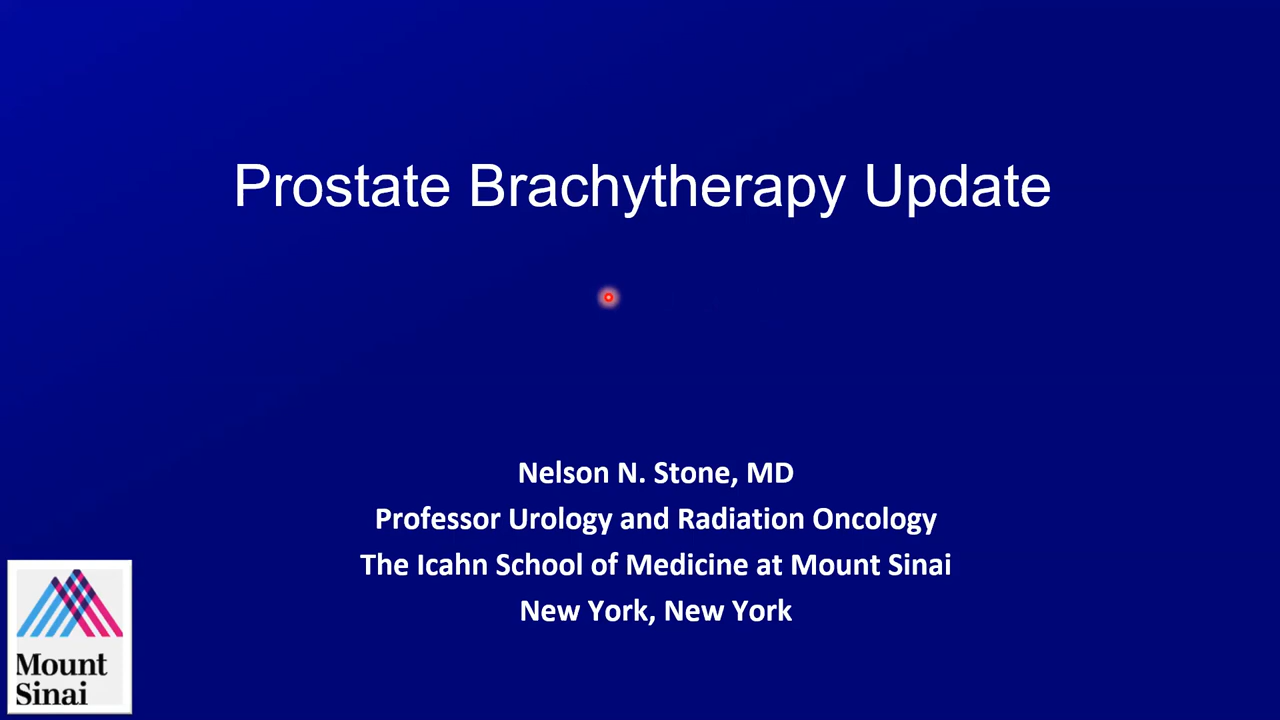 Prostate Brachytherapy Update
Nelson N. Stone, MD
Professor Urology and Radiation Oncology
The Icahn School of Medicine at Mount Sinai
New York, New York
Mount
Sinai